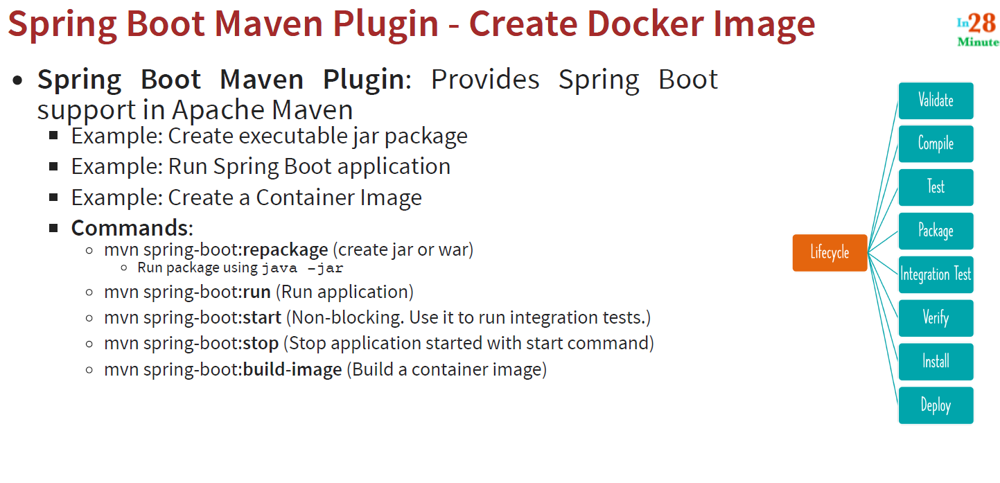 Spring Boot Maven Plugin - Create Docker Image
In28
Minute
• Spring Boot Maven Plugin: Provides Spring Boot
support in Apache Maven
▪ Example: Create executable jar package
▪ Example: Run Spring Boot application
▪ Example: Create a Container Image
▪ Commands:
○ mvn spring-boot:repackage (create jar or war)
○ Run package using java –jar
○ mvn spring-boot:run (Run application)
○ mvn spring-boot:start (Non-blocking. Use it to run integration tests.)
○ mvn spring-boot:stop (Stop application started with start command)
○ mvn spring-boot:build-image (Build a container image)
Lifecycle
Validate
Compile
Test
Package
Integration Test
Verify
Install
Deploy